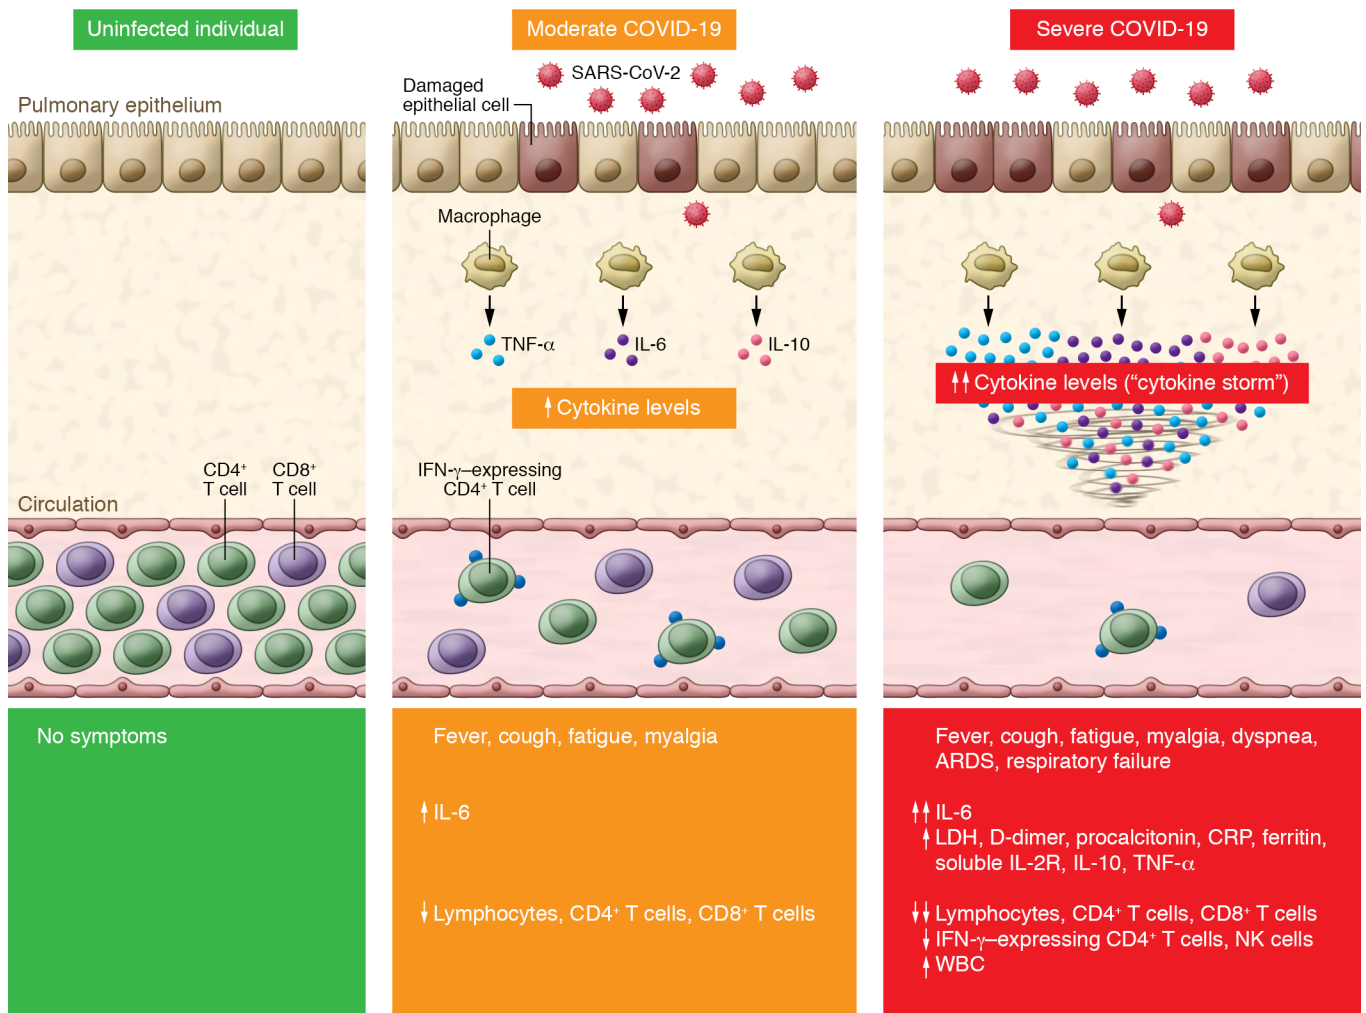 Uninfected individual
Moderate COVID-19
Severe COVID-19
SARS-CoV-2
Damaged
epithelial cell
Pulmonary epithelium
Macrophage
TNF-α
IL-6
IL-10
↑↑ Cytokine levels (“cytokine storm”)
↑ Cytokine levels
CD4⁺
T cell
CD8⁺
T cell
IFN-γ–expressing
CD4⁺ T cell
Circulation
No symptoms
Fever, cough, fatigue, myalgia
↑ IL-6
↓ Lymphocytes, CD4⁺ T cells, CD8⁺ T cells
Fever, cough, fatigue, myalgia, dyspnea,
ARDS, respiratory failure
↑↑ IL-6
↑ LDH, D-dimer, procalcitonin, CRP, ferritin,
soluble IL-2R, IL-10, TNF-α
↓↓ Lymphocytes, CD4⁺ T cells, CD8⁺ T cells
↓ IFN-γ–expressing CD4⁺ T cells, NK cells
↑ WBC